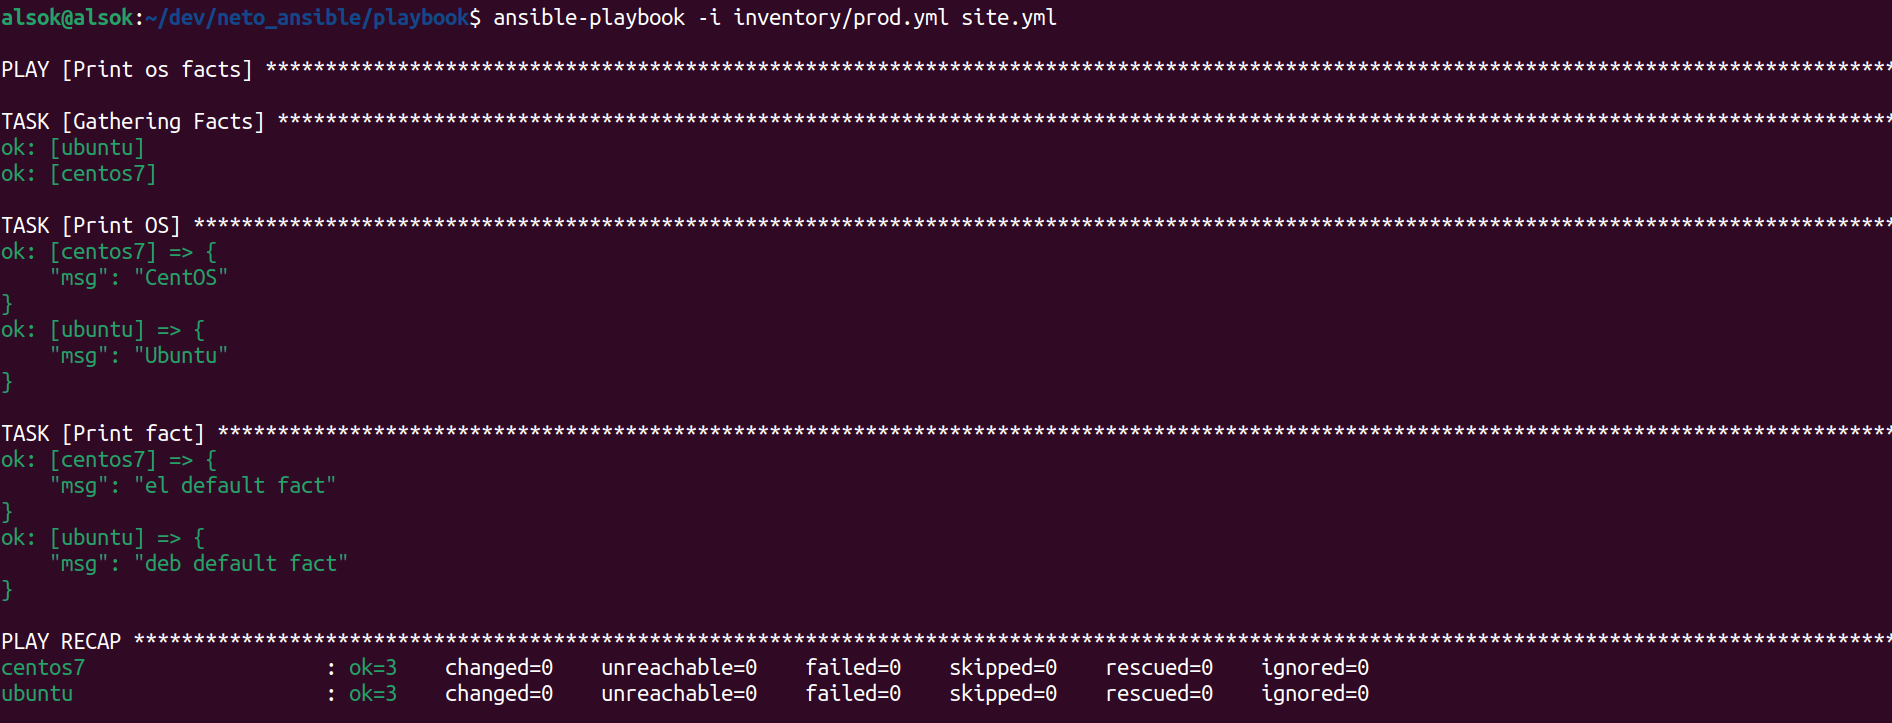 alsok@alsok:~/dev/neto_ansible/playbook$ ansible-playbook -i inventory/prod.yml site.yml
PLAY [Print os facts] ****************************************************************************************************************************************
TASK [Gathering Facts] ***************************************************************************************************************************************
ok: [ubuntu]
ok: [centos7]
TASK [Print OS] **********************************************************************************************************************************************
ok: [centos7] => {
    "msg": "CentOS"
}
ok: [ubuntu] => {
    "msg": "Ubuntu"
}
TASK [Print fact] ********************************************************************************************************************************************
ok: [centos7] => {
    "msg": "el default fact"
}
ok: [ubuntu] => {
    "msg": "deb default fact"
}
PLAY RECAP ***************************************************************************************************************************************************
centos7                    : ok=3    changed=0    unreachable=0    failed=0    skipped=0    rescued=0    ignored=0
ubuntu                     : ok=3    changed=0    unreachable=0    failed=0    skipped=0    rescued=0    ignored=0